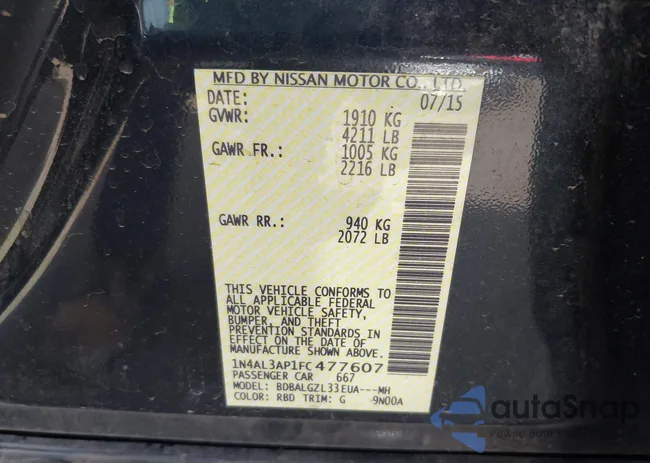 MFD BY NISSAN MOTOR CO., LTD.
DATE: 07/15
GVWR: 1910 KG
4211 LB
GAWR FR.: 1005 KG
2216 LB
GAWR RR.: 940 KG
2072 LB
THIS VEHICLE CONFORMS TO
ALL APPLICABLE FEDERAL
MOTOR VEHICLE SAFETY,
BUMPER, AND THEFT
PREVENTION STANDARDS
IN EFFECT ON THE DATE OF
MANUFACTURE SHOWN ABOVE.
1N4AL3AP1FC477607
PASSENGER CAR 667
MODEL: BDBALGZL33EUA---MH
COLOR: RBD TRIM: G 9N00A
autoSnap